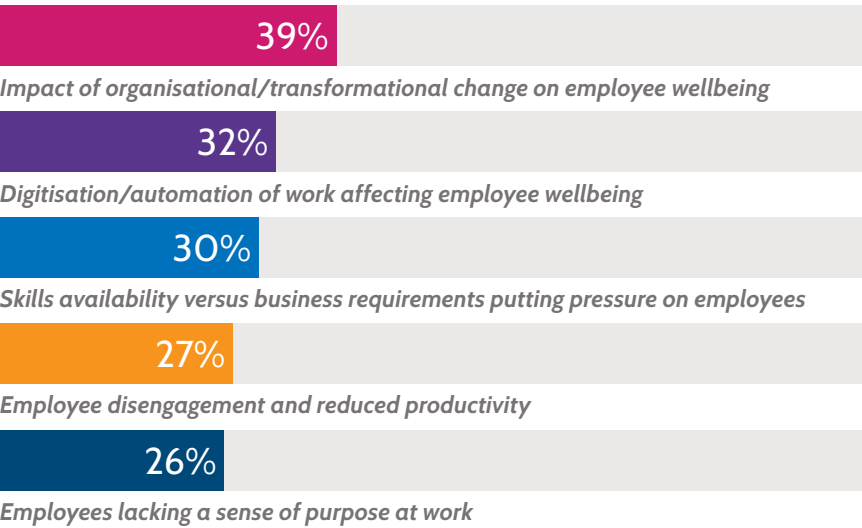 39%
Impact of organisational/transformational change on employee wellbeing
32%
Digitisation/automation of work affecting employee wellbeing
30%
Skills availability versus business requirements putting pressure on employees
27%
Employee disengagement and reduced productivity
26%
Employees lacking a sense of purpose at work